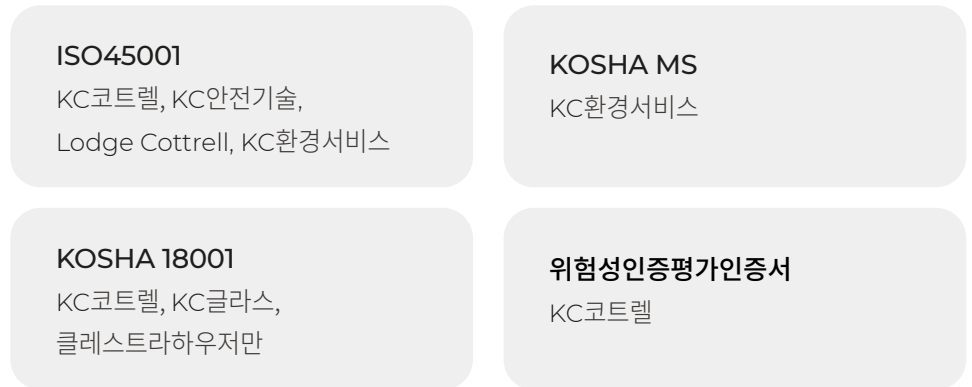 ISO45001
KC코트렐, KC안전기술,
Lodge Cottrell, KC환경서비스
KOSHA MS
KC환경서비스
KOSHA 18001
KC코트렐, KC글라스,
클레스트라하우저만
위험성인증평가인증서
KC코트렐